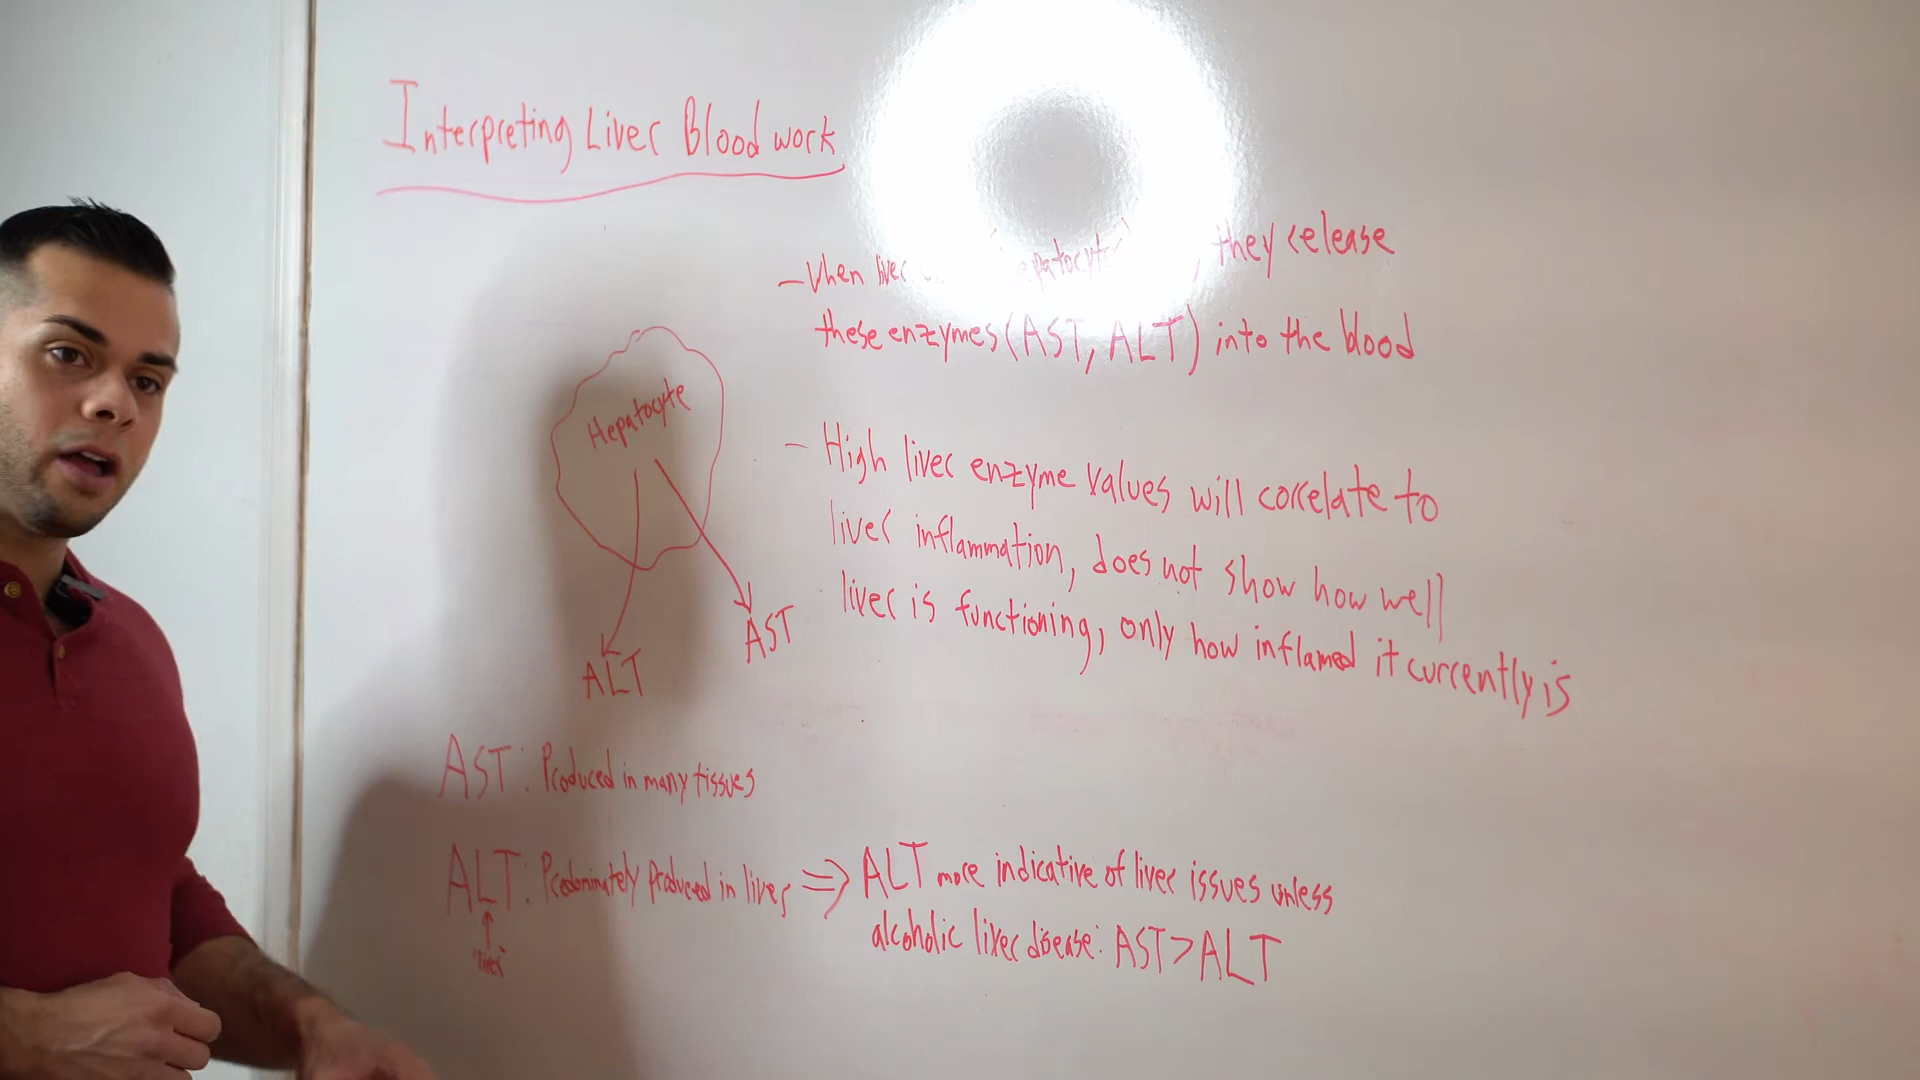 Interpreting Liver Blood work
- When liver they release
these enzymes (AST, ALT) into the blood
Hepatocyte
ALT
AST
- High liver enzyme values will correlate to
liver inflammation, does not show how well
liver is functioning, only how inflamed it currently is
AST: Produced in many tissues
ALT: Predominately produced in liver => ALT more indicative of liver issues unless
alcoholic liver disease: AST > ALT
"liver"